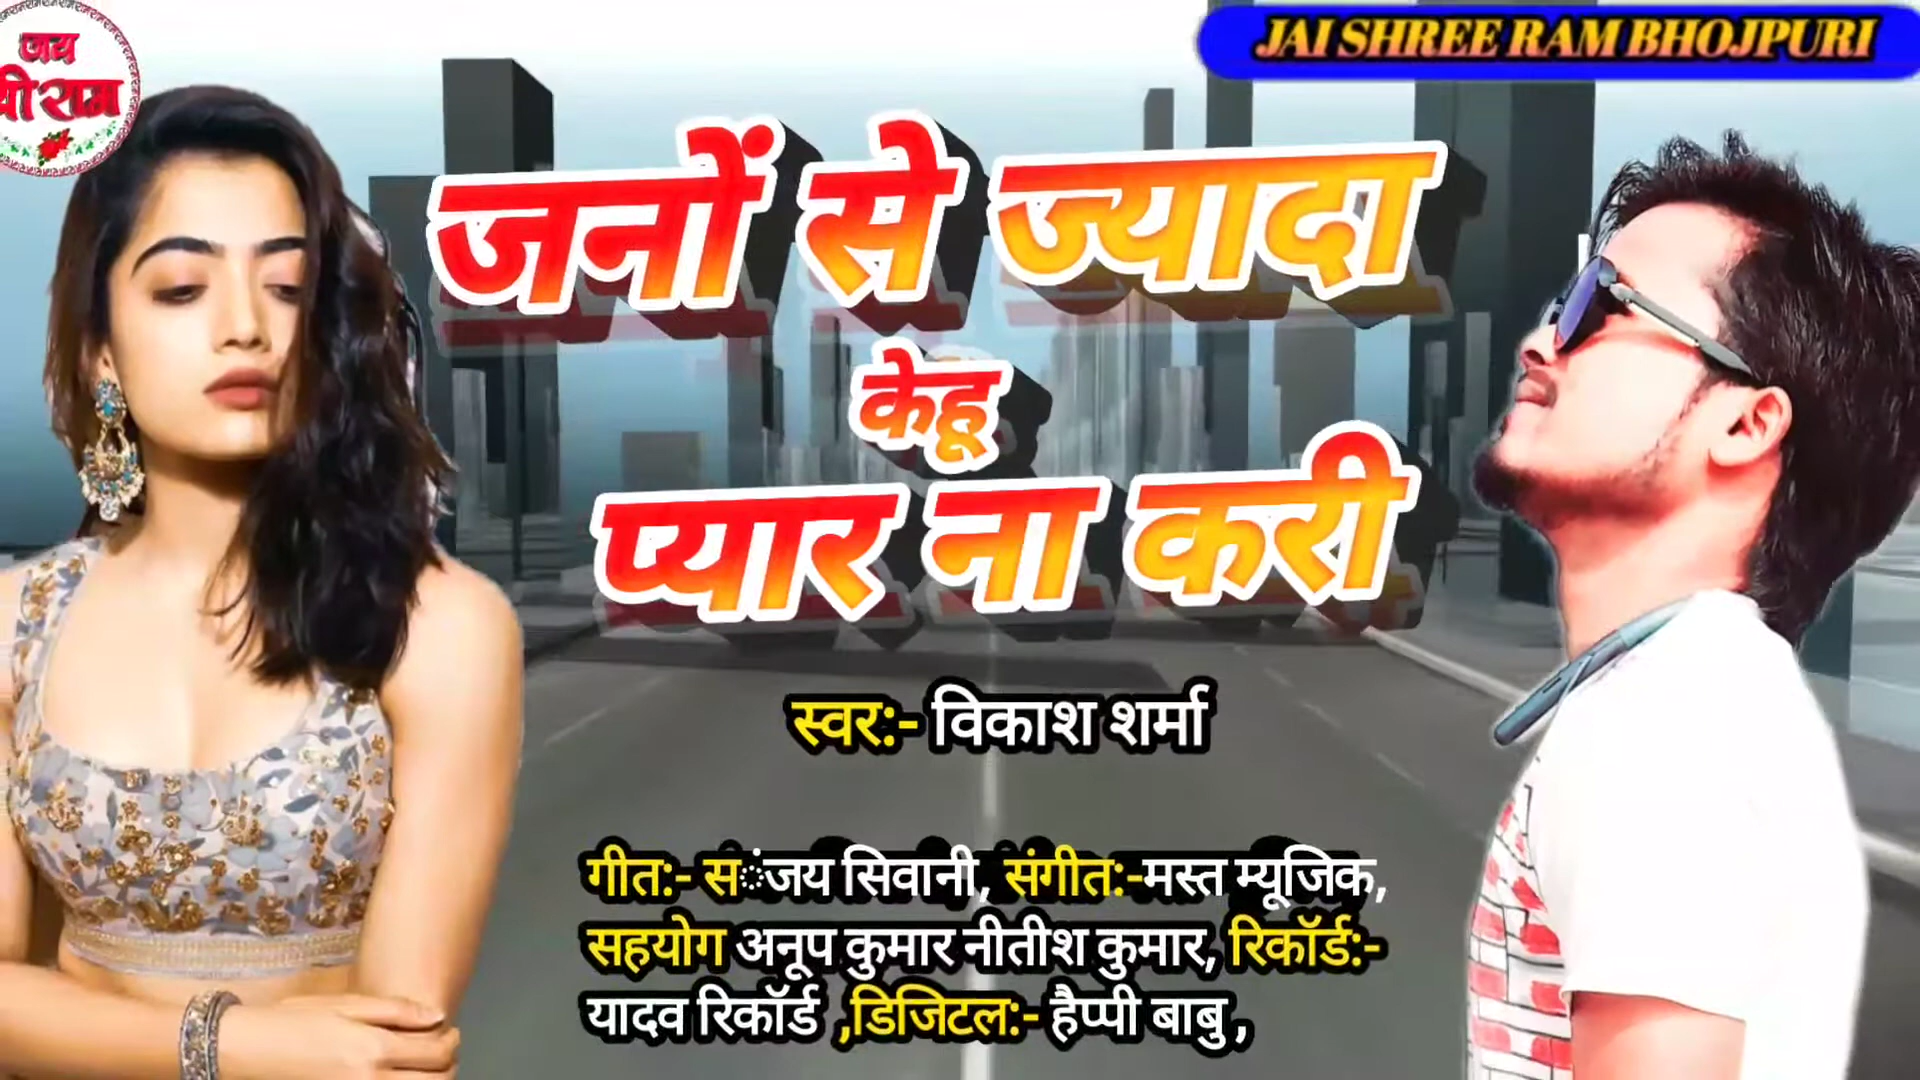 जय
श्री राम
JAI SHREE RAM BHOJPURI
जनों से ज्यादा
केहू
प्यार ना करी
स्वर:- विकाश शर्मा
गीत:- संजय सिवानी, संगीत:-मस्त म्यूजिक,
सहयोग अनूप कुमार नीतीश कुमार, रिकॉर्ड:-
यादव रिकॉर्ड ,डिजिटल:- हैप्पी बाबु ,